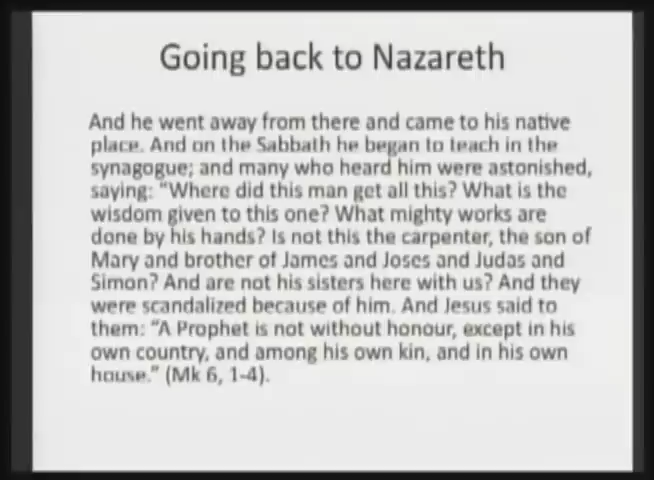 Going back to Nazareth
And he went away from there and came to his native
place. And on the Sabbath he began to teach in the
synagogue; and many who heard him were astonished,
saying: "Where did this man get all this? What is the
wisdom given to this one? What mighty works are
done by his hands? Is not this the carpenter, the son of
Mary and brother of James and Joses and Judas and
Simon? And are not his sisters here with us? And they
were scandalized because of him. And Jesus said to
them: "A Prophet is not without honour, except in his
own country, and among his own kin, and in his own
house." (Mk 6, 1-4).